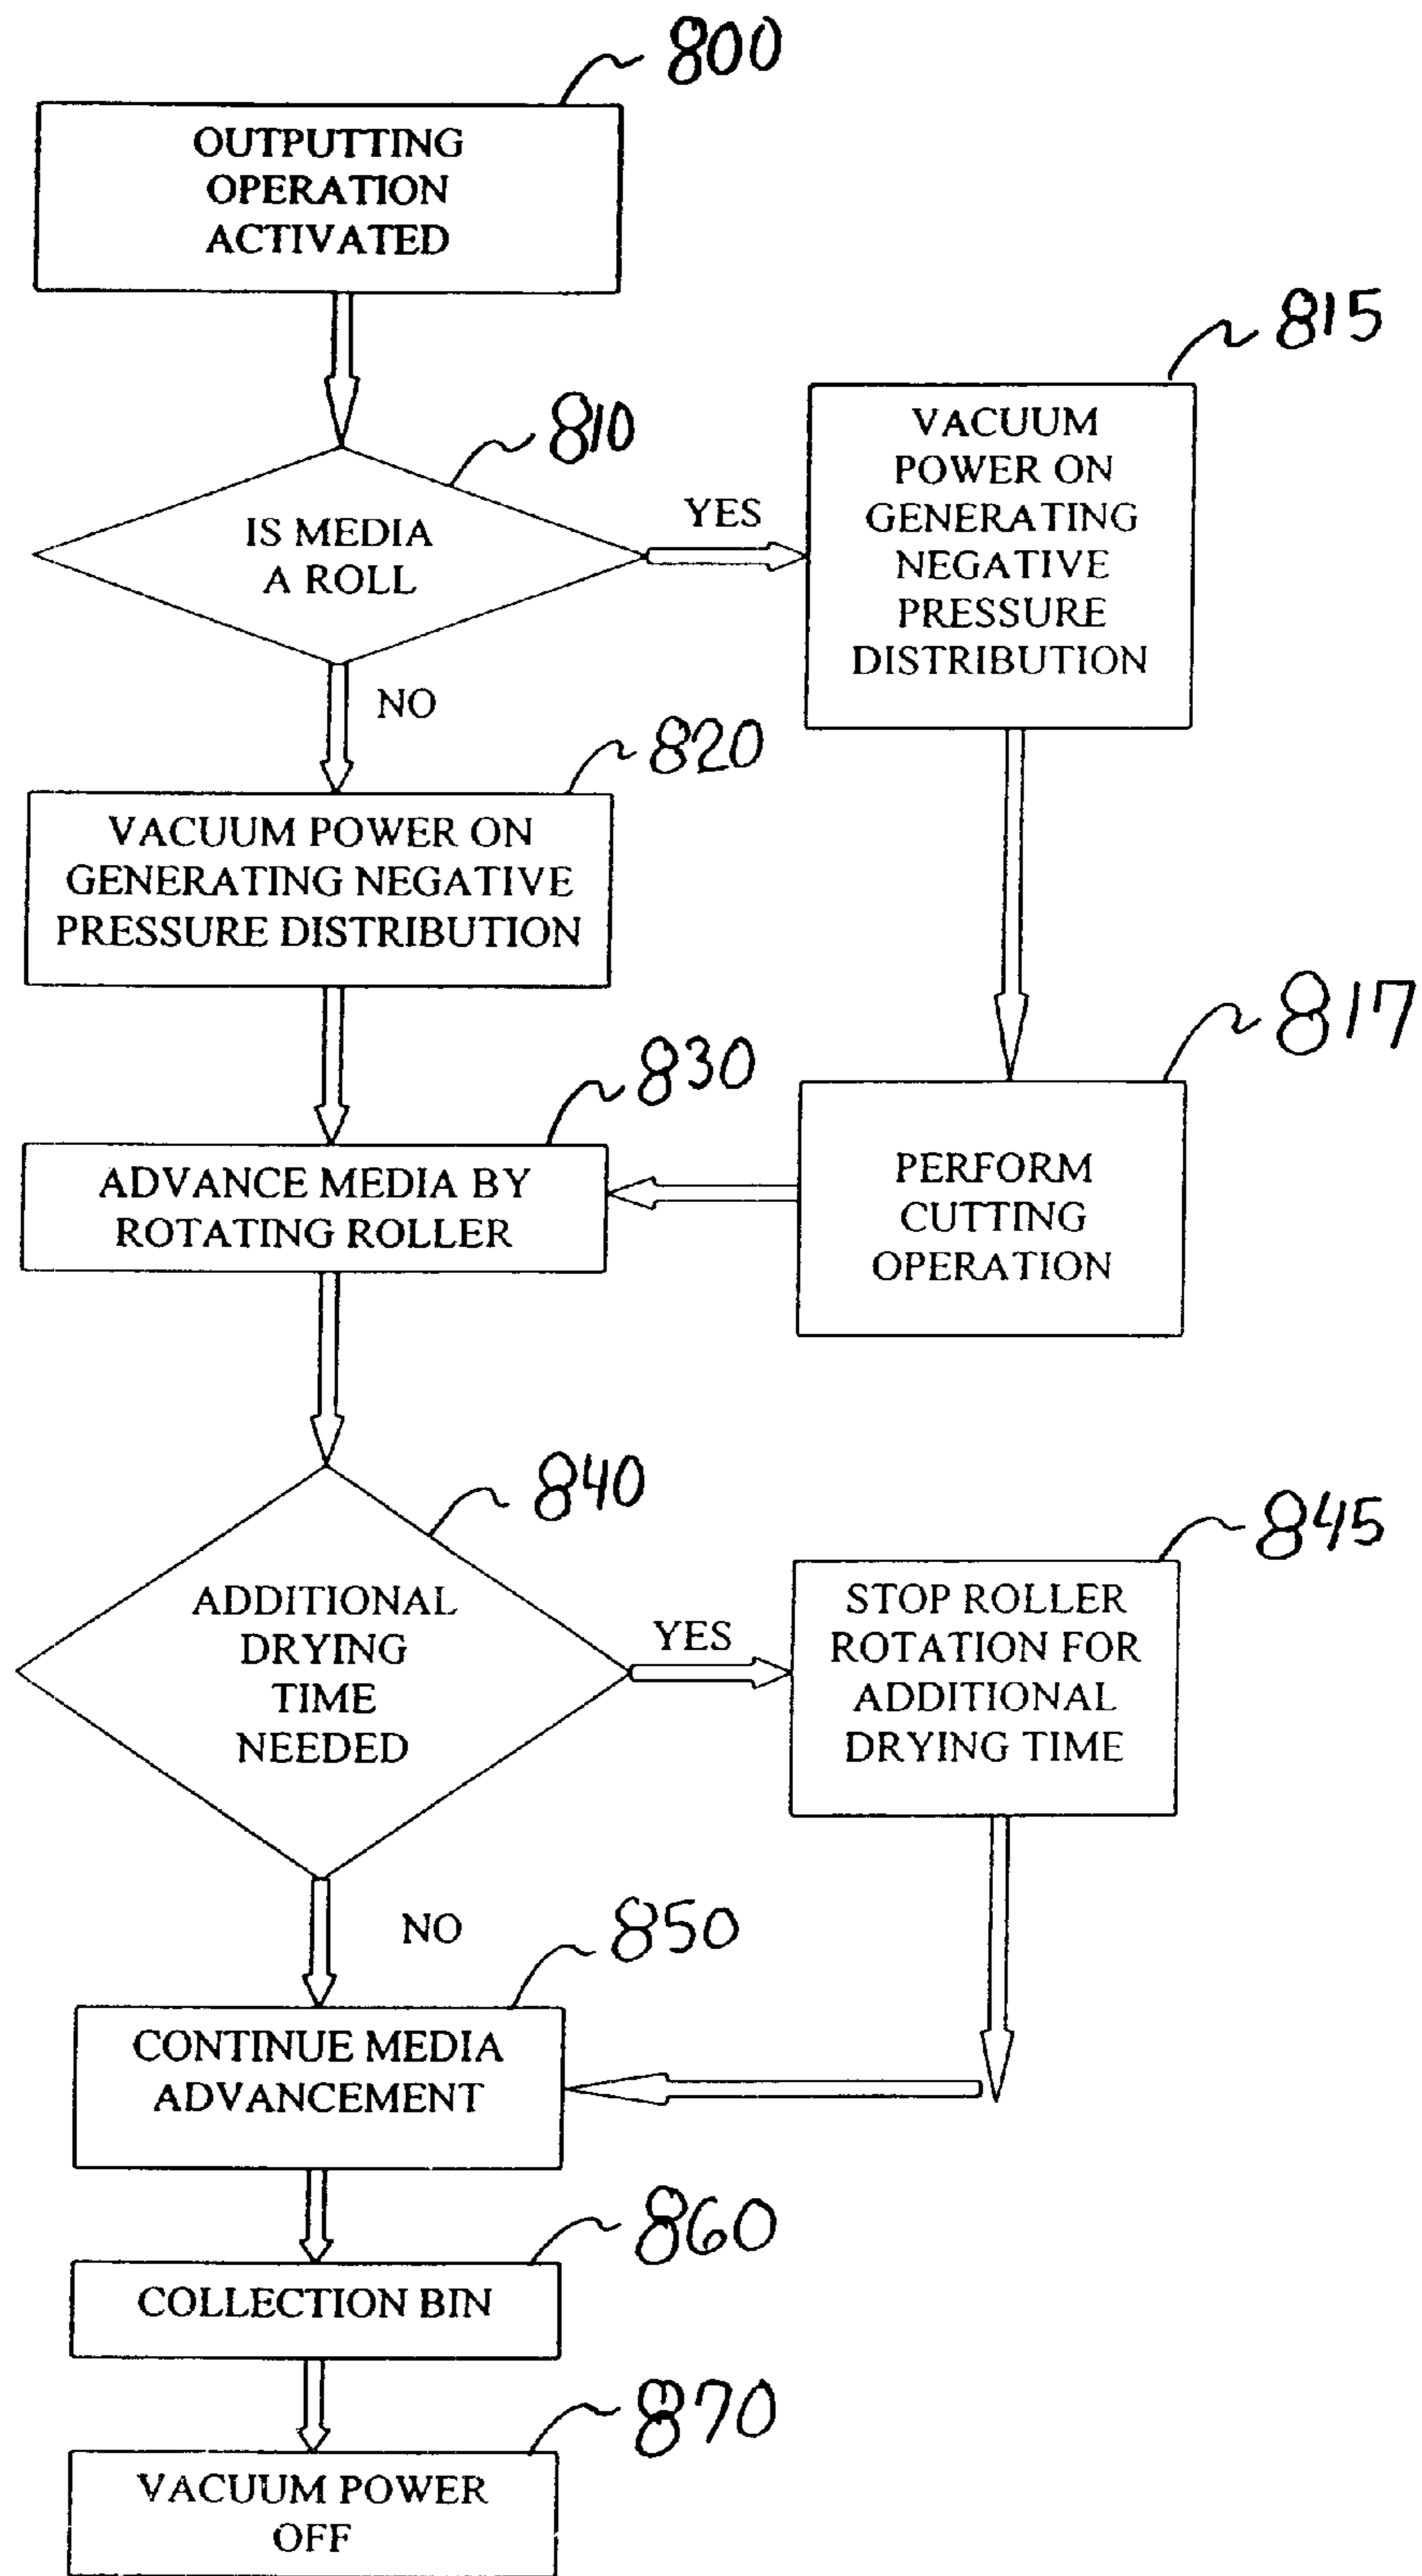 800
OUTPUTTING
OPERATION
ACTIVATED
810
IS MEDIA
A ROLL
YES
815
VACUUM
POWER ON
GENERATING
NEGATIVE
PRESSURE
DISTRIBUTION
NO
820
VACUUM POWER ON
GENERATING NEGATIVE
PRESSURE DISTRIBUTION
817
PERFORM
CUTTING
OPERATION
830
ADVANCE MEDIA BY
ROTATING ROLLER
840
ADDITIONAL
DRYING
TIME
NEEDED
YES
845
STOP ROLLER
ROTATION FOR
ADDITIONAL
DRYING TIME
NO
850
CONTINUE MEDIA
ADVANCEMENT
860
COLLECTION BIN
870
VACUUM POWER
OFF